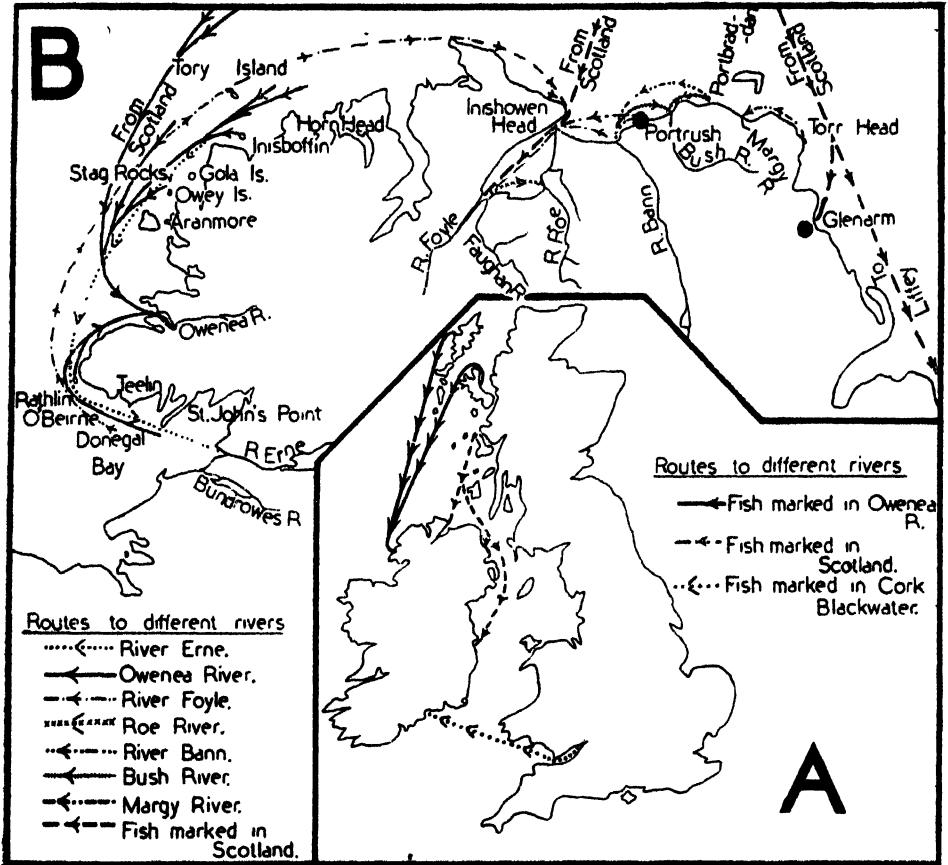 B
Tory Island
From Scotland
Horn Head
Inisboffin
Stag Rocks
Gola Is.
Owey Is.
Aranmore
Owenea R.
Teelin
Rathlin O'Beirne
St. John's Point
Donegal
Bay
R Erne
Bundrowes R
Inishowen
Head
From
Scotland
R. Foyle
Faughan R
R. Roe
R. Bann
Portrush
Bush R.
Portbrad-
dan
Margy R
From
Scotland
Torr Head
Glenarm
To Liffey
Routes to different rivers
River Erne.
Owenea River.
River Foyle.
Roe River.
River Bann.
Bush River.
Margy River.
Fish marked in
Scotland.
Routes to different rivers
Fish marked in Owenea
R.
Fish marked in
Scotland.
Fish marked in Cork
Blackwater.
A